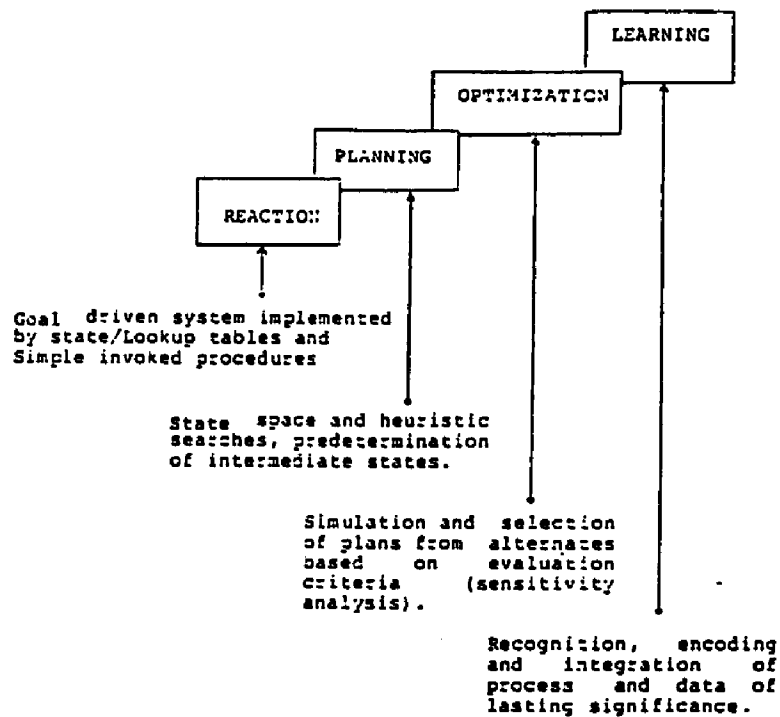 LEARNING
OPTIMIZATION
PLANNING
REACTION
Goal driven system implemented
by state/Lookup tables and
Simple invoked procedures
State space and heuristic
searches, predetermination
of intermediate states.
Simulation and selection
of plans from alternates
based on evaluation
criteria (sensitivity
analysis).
Recognition, encoding
and integration of
process and data of
lasting significance.